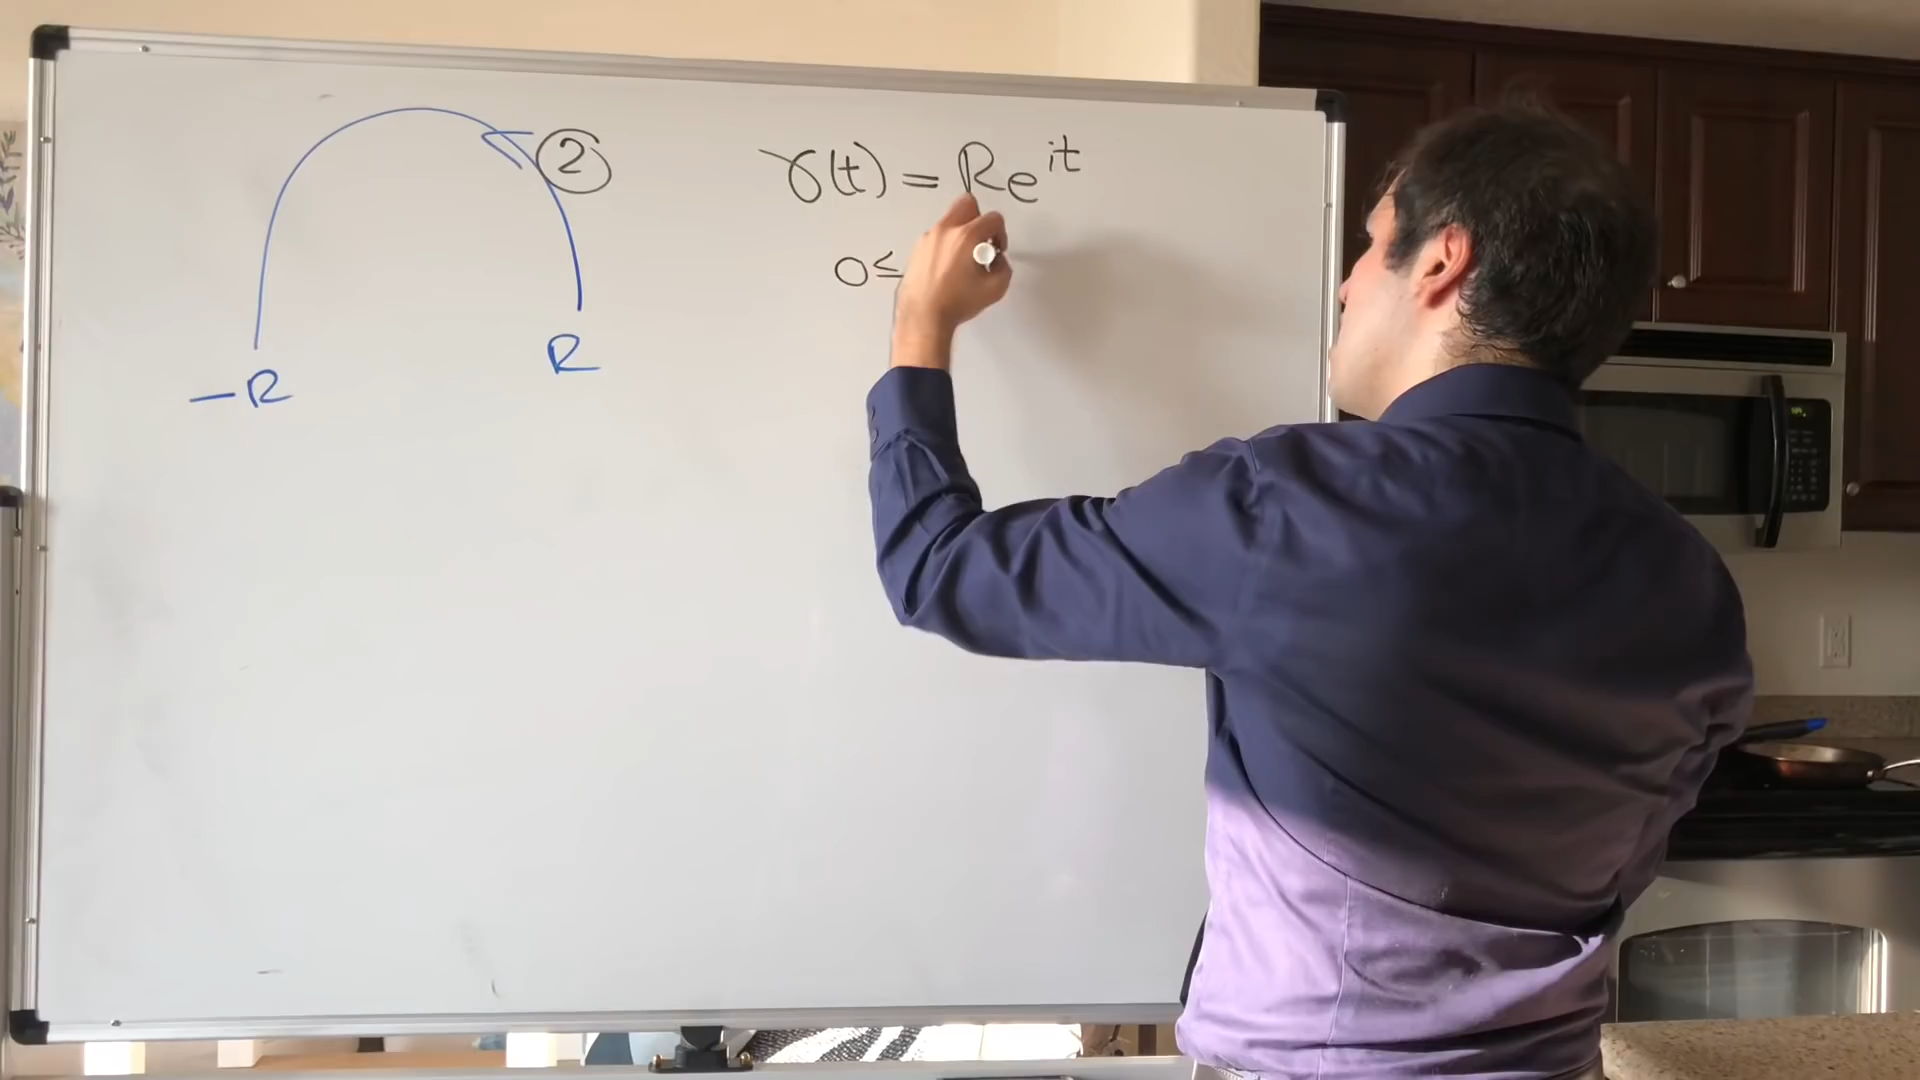 ②
γ(t) = Re^{it}
0 ≤
R
-R